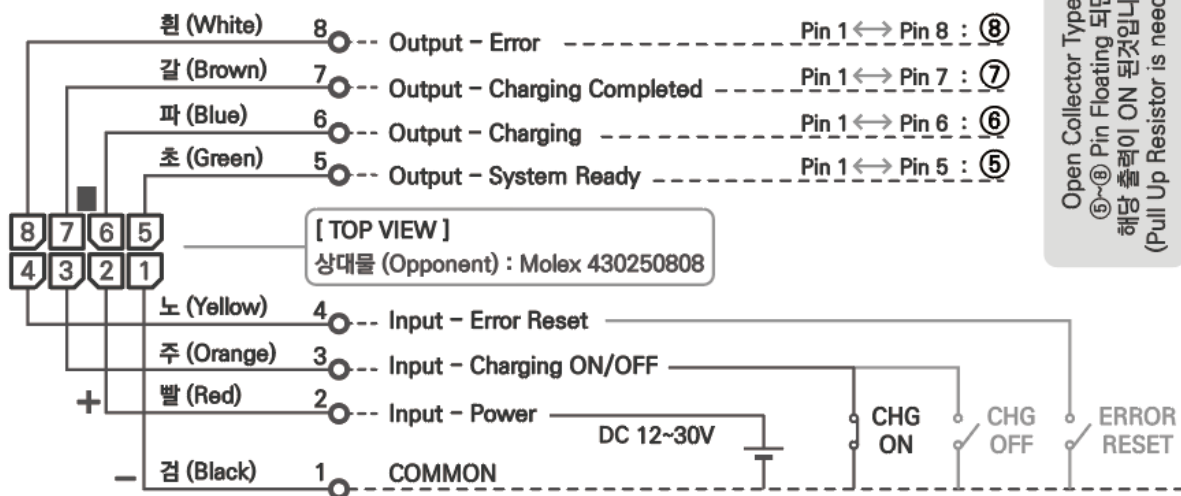 흰 (White) 8 Output – Error Pin 1 ⟷ Pin 8 : ⑧
갈 (Brown) 7 Output – Charging Completed Pin 1 ⟷ Pin 7 : ⑦
파 (Blue) 6 Output – Charging Pin 1 ⟷ Pin 6 : ⑥
초 (Green) 5 Output – System Ready Pin 1 ⟷ Pin 5 : ⑤
8 7 6 5
4 3 2 1
[ TOP VIEW ]
상대물 (Opponent) : Molex 430250808
노 (Yellow) 4 Input – Error Reset
주 (Orange) 3 Input – Charging ON/OFF
+ 빨 (Red) 2 Input – Power
DC 12~30V
CHG ON
CHG OFF
ERROR RESET
– 검 (Black) 1 COMMON
Open Collector Type
⑤~⑧ Pin Floating
해당 출력이 ON
(Pull Up Resistor is